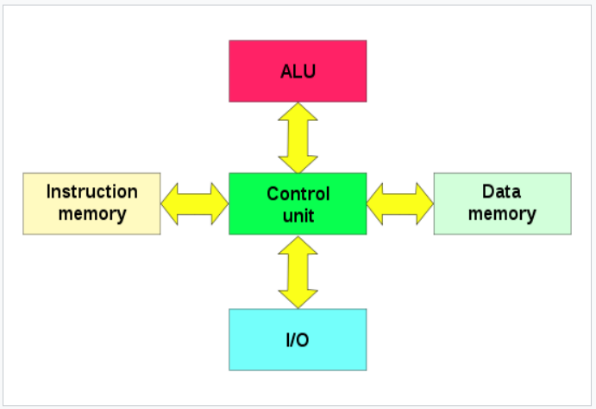 ALU
Instruction
memory
Control
unit
Data
memory
I/O